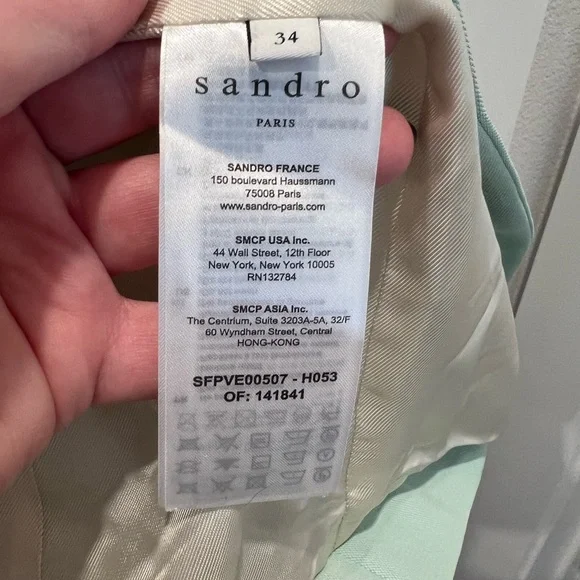 34
sandro
PARIS
SANDRO FRANCE
150 boulevard Haussmann
75008 Paris
www.sandro-paris.com
SMCP USA Inc.
44 Wall Street, 12th Floor
New York, New York 10005
RN132784
SMCP ASIA Inc.
The Centrium, Suite 3203A-5A, 32/F
60 Wyndham Street, Central
HONG-KONG
SFPVE00507 - H053
OF: 141841